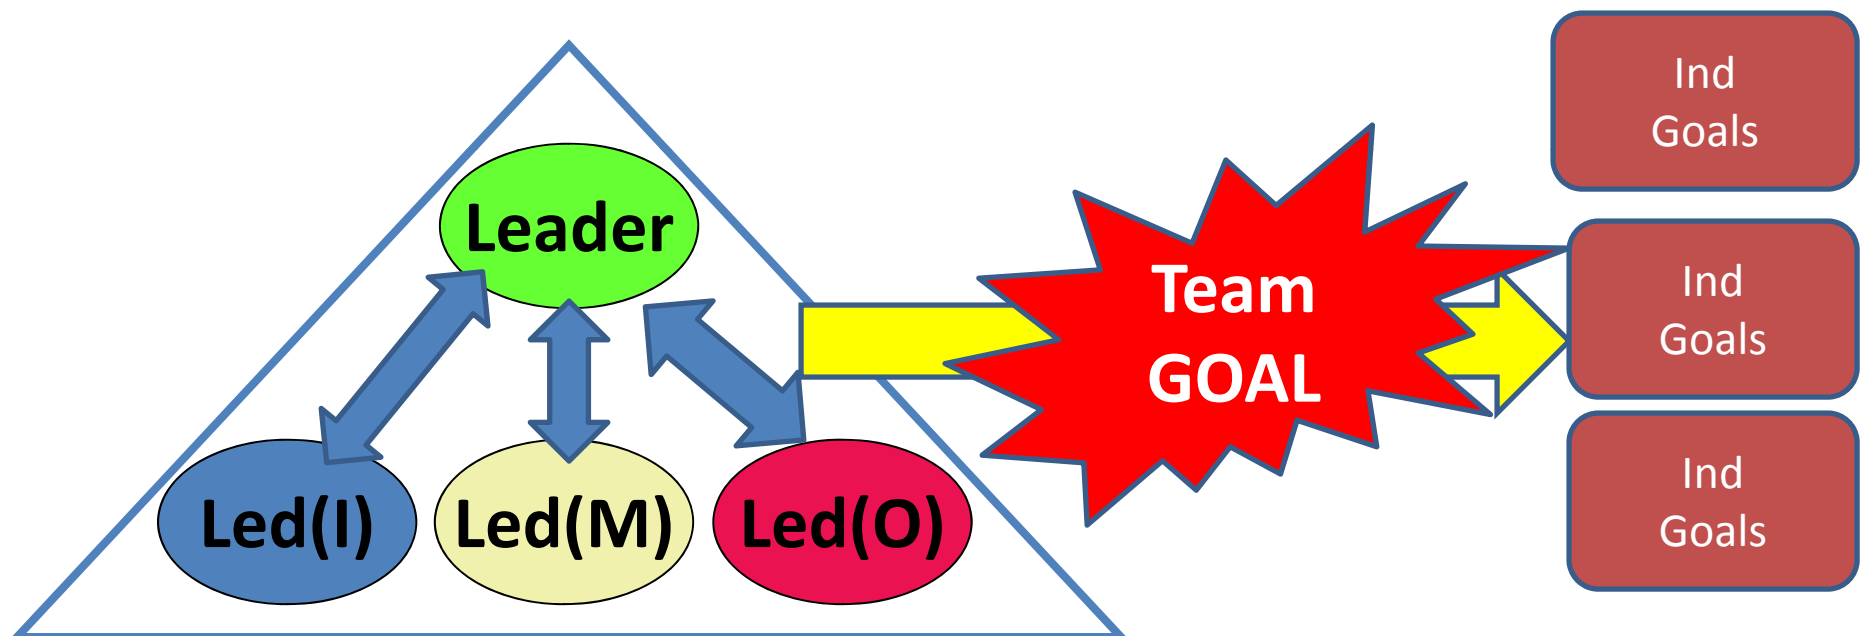 Leader
Led(I)
Led(M)
Led(O)
Team
GOAL
Ind
Goals
Ind
Goals
Ind
Goals